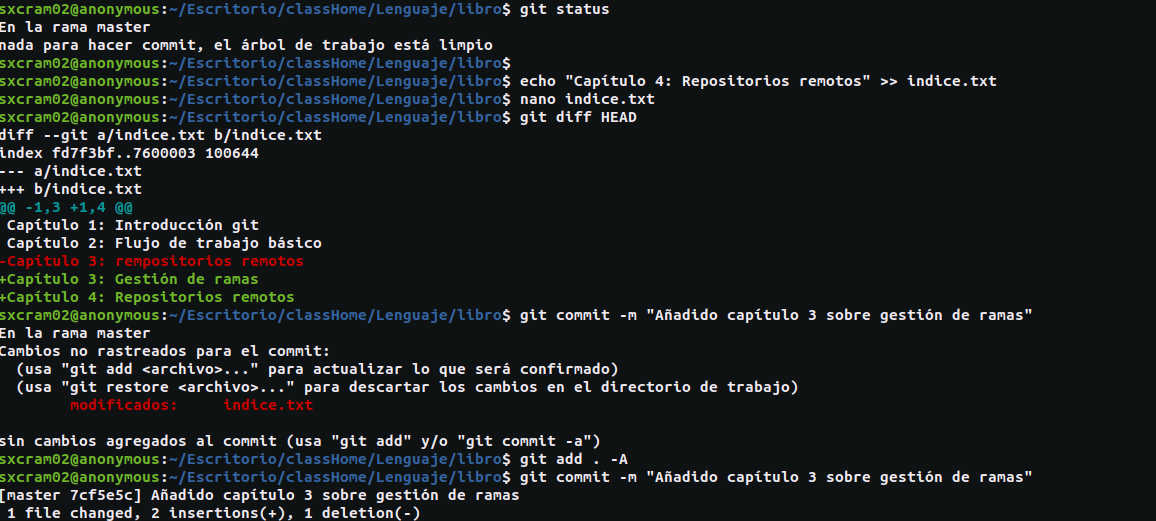 sxcram02@anonymous:~/Escritorio/classHome/Lenguaje/libro$ git status
En la rama master
nada para hacer commit, el árbol de trabajo está limpio
sxcram02@anonymous:~/Escritorio/classHome/Lenguaje/libro$
sxcram02@anonymous:~/Escritorio/classHome/Lenguaje/libro$ echo "Capítulo 4: Repositorios remotos" >> indice.txt
sxcram02@anonymous:~/Escritorio/classHome/Lenguaje/libro$ nano indice.txt
sxcram02@anonymous:~/Escritorio/classHome/Lenguaje/libro$ git diff HEAD
diff --git a/indice.txt b/indice.txt
index fd7f3bf..7600003 100644
--- a/indice.txt
+++ b/indice.txt
@@ -1,3 +1,4 @@
 Capítulo 1: Introducción git
 Capítulo 2: Flujo de trabajo básico
-Capítulo 3: rempositorios remotos
+Capítulo 3: Gestión de ramas
+Capítulo 4: Repositorios remotos
sxcram02@anonymous:~/Escritorio/classHome/Lenguaje/libro$ git commit -m "Añadido capítulo 3 sobre gestión de ramas"
En la rama master
Cambios no rastreados para el commit:
  (usa "git add <archivo>..." para actualizar lo que será confirmado)
  (usa "git restore <archivo>..." para descartar los cambios en el directorio de trabajo)
        modificados:     indice.txt
sin cambios agregados al commit (usa "git add" y/o "git commit -a")
sxcram02@anonymous:~/Escritorio/classHome/Lenguaje/libro$ git add . -A
sxcram02@anonymous:~/Escritorio/classHome/Lenguaje/libro$ git commit -m "Añadido capítulo 3 sobre gestión de ramas"
[master 7cf5e5c] Añadido capítulo 3 sobre gestión de ramas
 1 file changed, 2 insertions(+), 1 deletion(-)